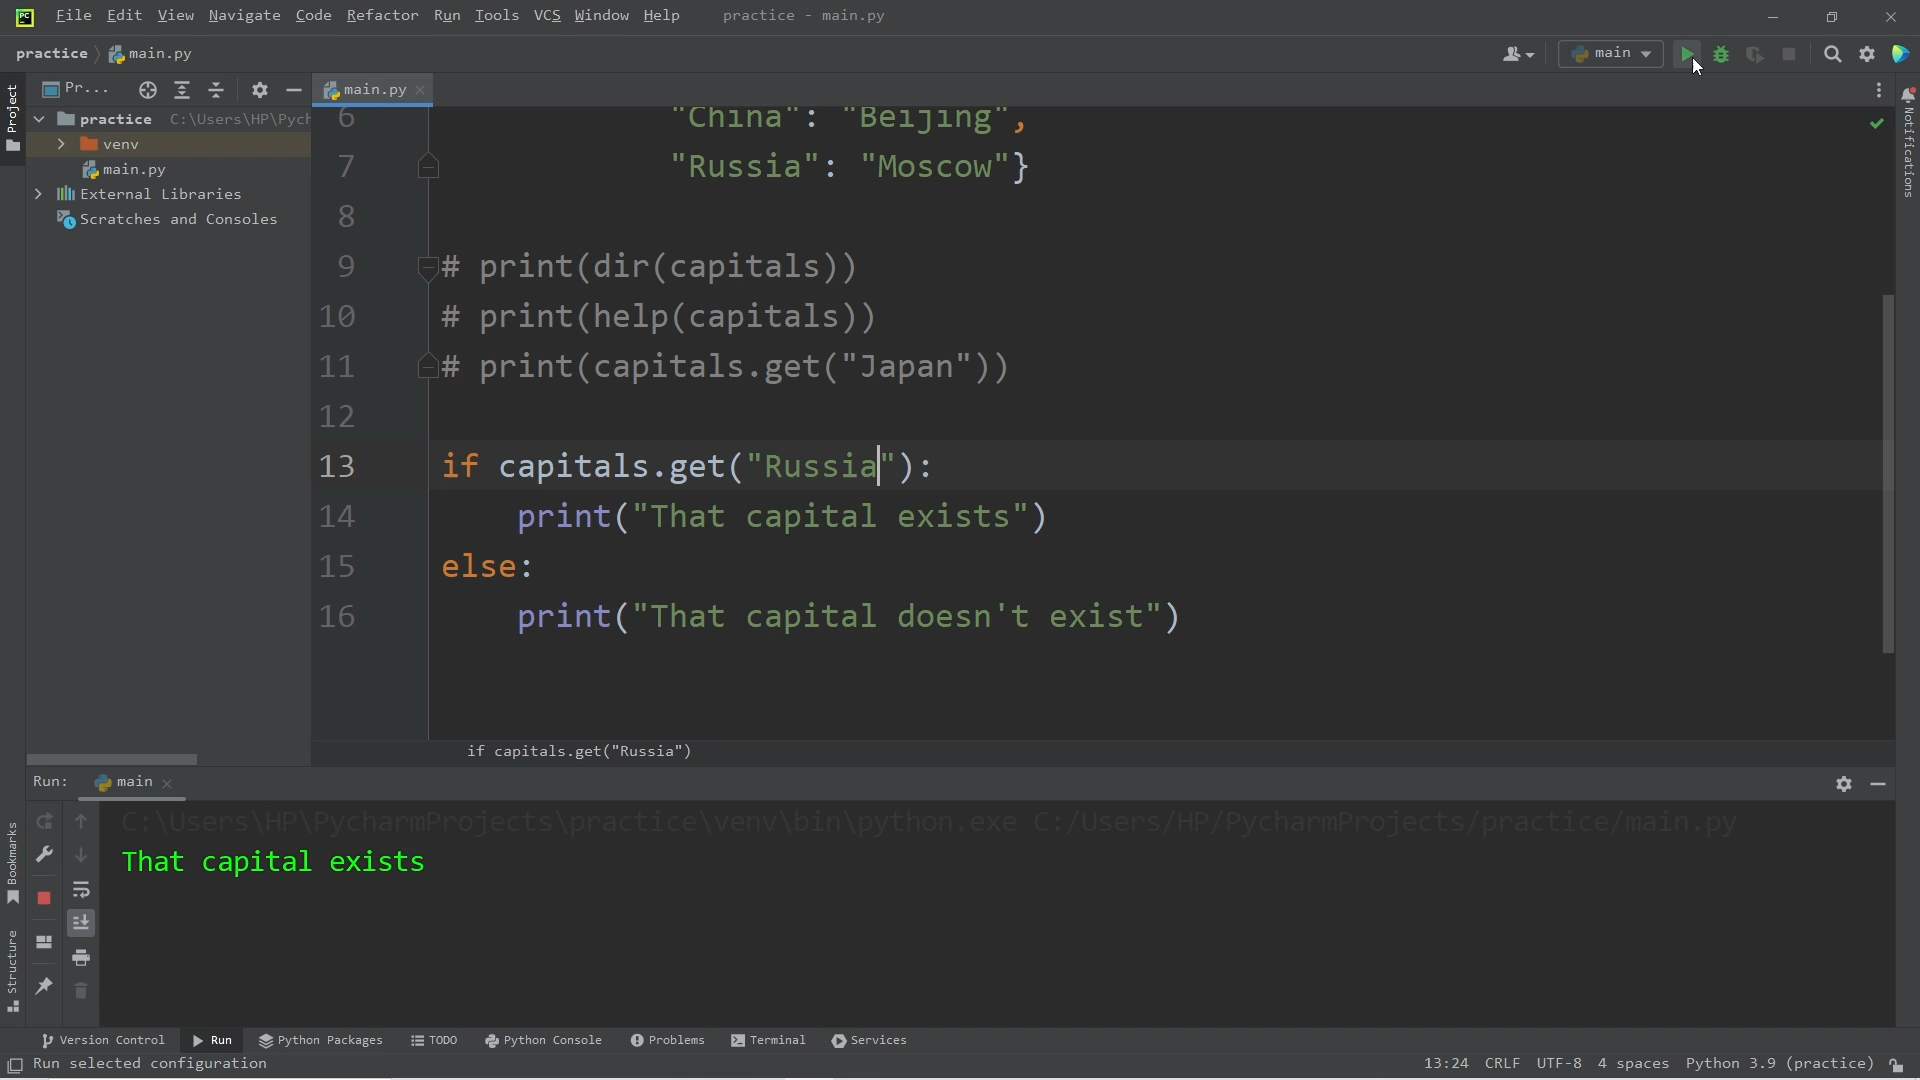 File Edit View Navigate Code Refactor Run Tools VCS Window Help practice - main.py
practice main.py main
Project
Pr...
main.py
practice C:\Users\HP\Pych
venv
main.py
External Libraries
Scratches and Consoles
6 "China": "Beijing",
7 "Russia": "Moscow"}
8
9 # print(dir(capitals))
10 # print(help(capitals))
11 # print(capitals.get("Japan"))
12
13 if capitals.get("Russia"):
14 print("That capital exists")
15 else:
16 print("That capital doesn't exist")
if capitals.get("Russia")
Notifications
Run: main
C:\Users\HP\PycharmProjects\practice\venv\bin\python.exe C:/Users/HP/PycharmProjects/practice/main.py
That capital exists
Bookmarks
Structure
Version Control Run Python Packages TODO Python Console Problems Terminal Services
Run selected configuration 13:24 CRLF UTF-8 4 spaces Python 3.9 (practice)